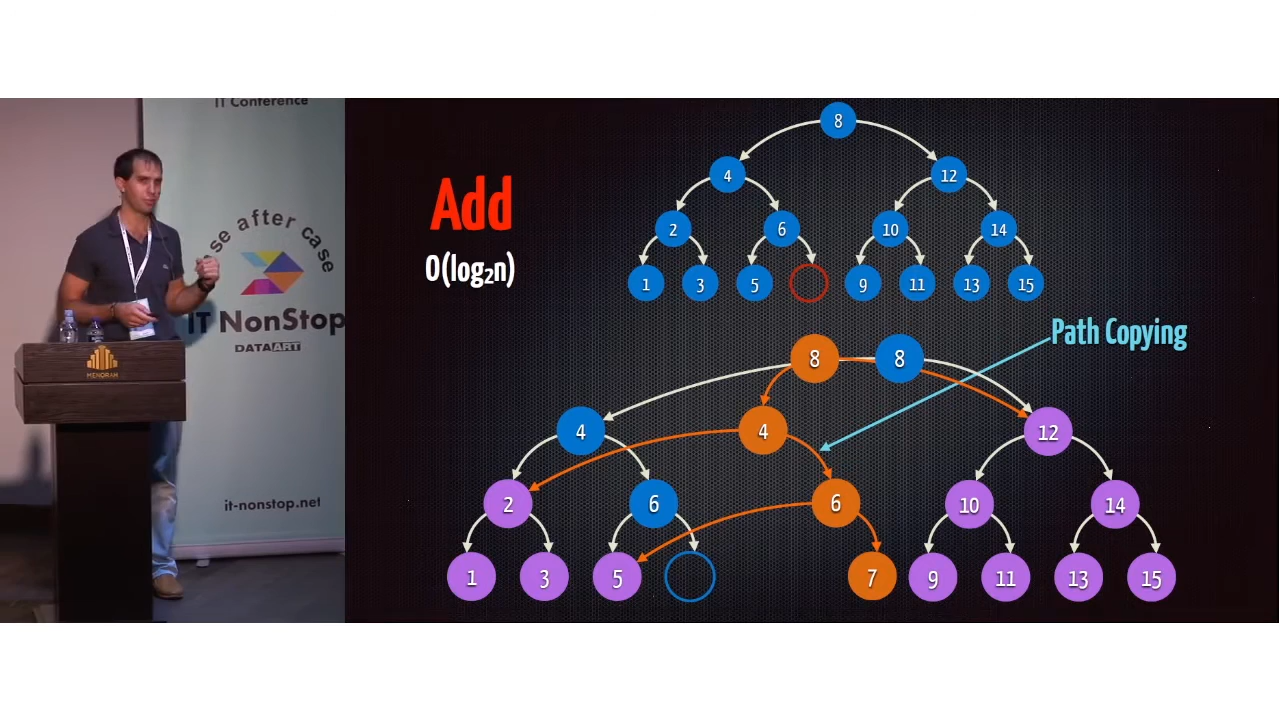 IT Conference
se after case
IT NonStop
DATAART
it-nonstop.net
MENORAH
Add
O(log₂n)
8
4 12
2 6 10 14
1 3 5 9 11 13 15
Path Copying
8 8
4 4 12
2 6 6 10 14
1 3 5 7 9 11 13 15